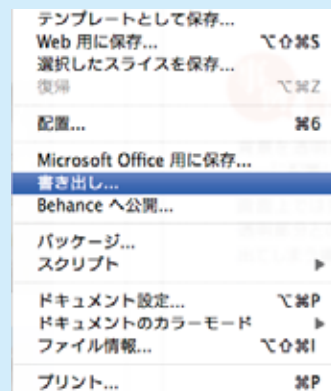 テンプレートとして保存...
Web 用に保存... ⌥⇧⌘S
選択したスライスを保存...
復帰 ⌥⌘Z
配置... ⌘6
Microsoft Office 用に保存...
書き出し...
Behance へ公開...
パッケージ...
スクリプト ▶
ドキュメント設定... ⌥⌘P
ドキュメントのカラーモード ▶
ファイル情報... ⌥⇧⌘I
プリント... ⌘P